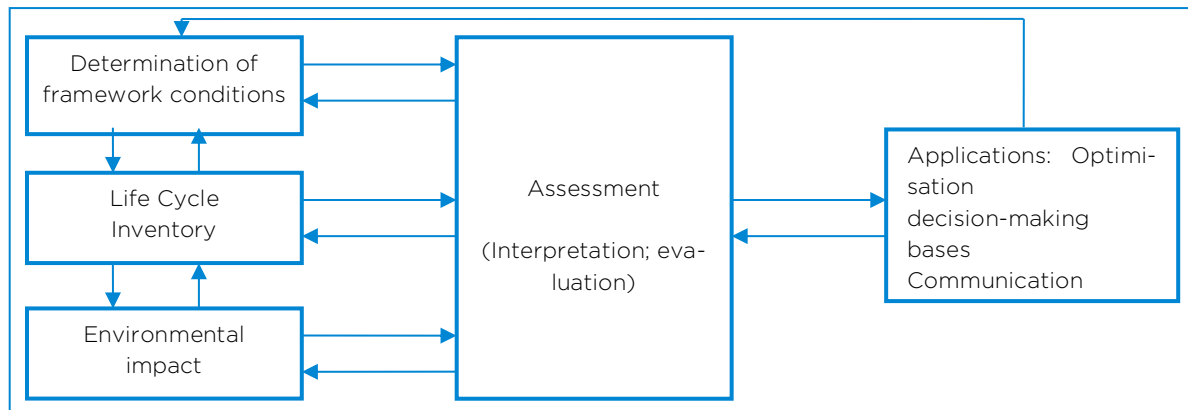 Determination of
framework conditions
Life Cycle
Inventory
Environmental
impact
Assessment
(Interpretation; eva-
luation)
Applications: Optimi-
sation
decision-making
bases
Communication